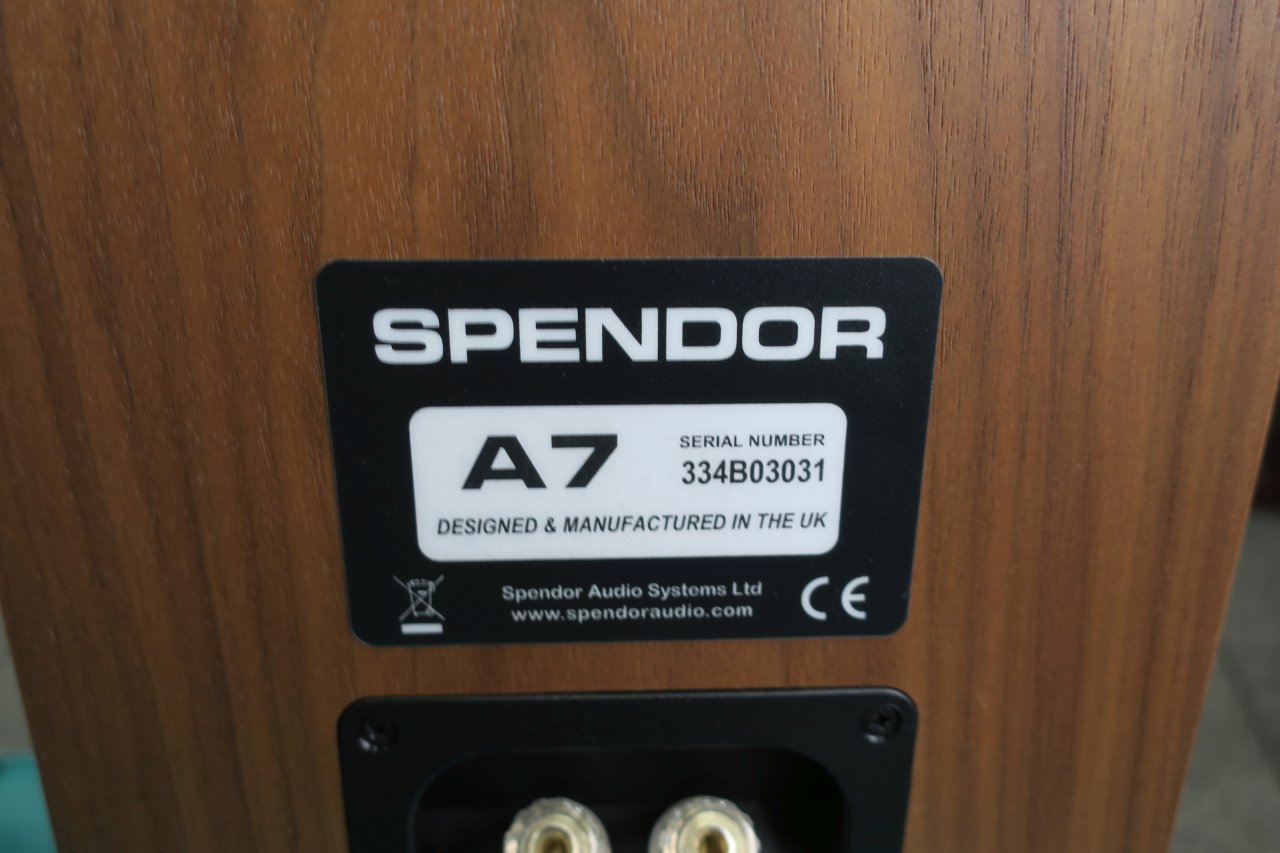 SPENDOR
A7
SERIAL NUMBER
334B03031
DESIGNED & MANUFACTURED IN THE UK
Spendor Audio Systems Ltd
www.spendoraudio.com
CE